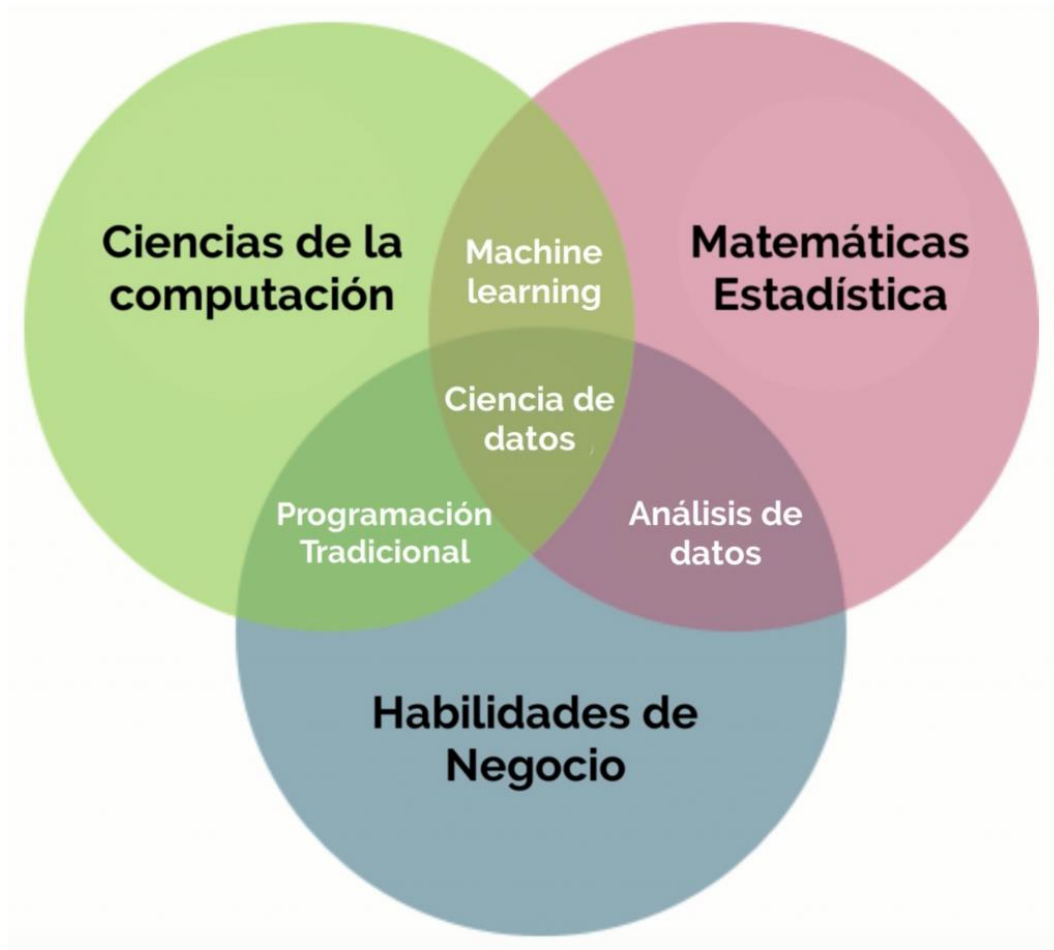 Ciencias de la
computación
Machine
learning
Matemáticas
Estadística
Ciencia de
datos
Programación
Tradicional
Análisis de
datos
Habilidades de
Negocio